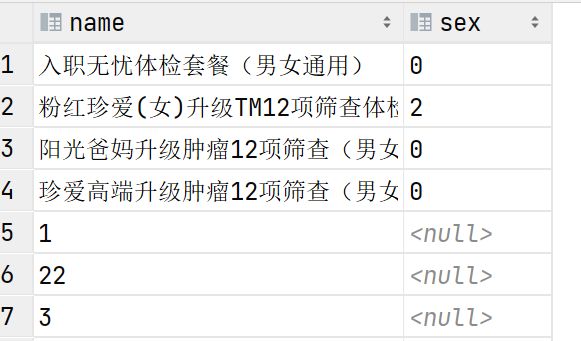 name sex
1 入职无忧体检套餐（男女通用） 0
2 粉红珍爱(女)升级TM12项筛查体检 2
3 阳光爸妈升级肿瘤12项筛查（男女 0
4 珍爱高端升级肿瘤12项筛查（男女 0
5 1 <null>
6 22 <null>
7 3 <null>